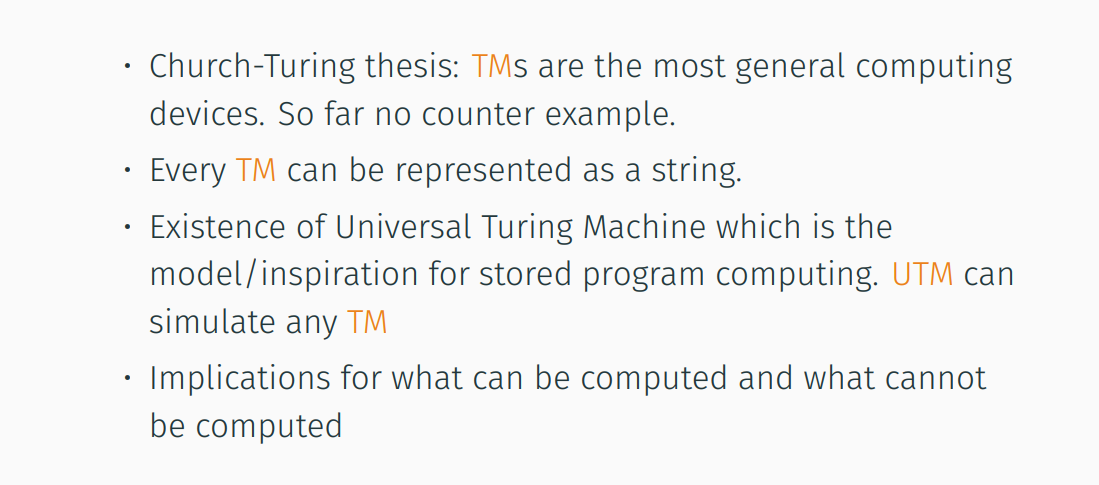 • Church-Turing thesis: TMs are the most general computing
devices. So far no counter example.
• Every TM can be represented as a string.
• Existence of Universal Turing Machine which is the
model/inspiration for stored program computing. UTM can
simulate any TM
• Implications for what can be computed and what cannot
be computed